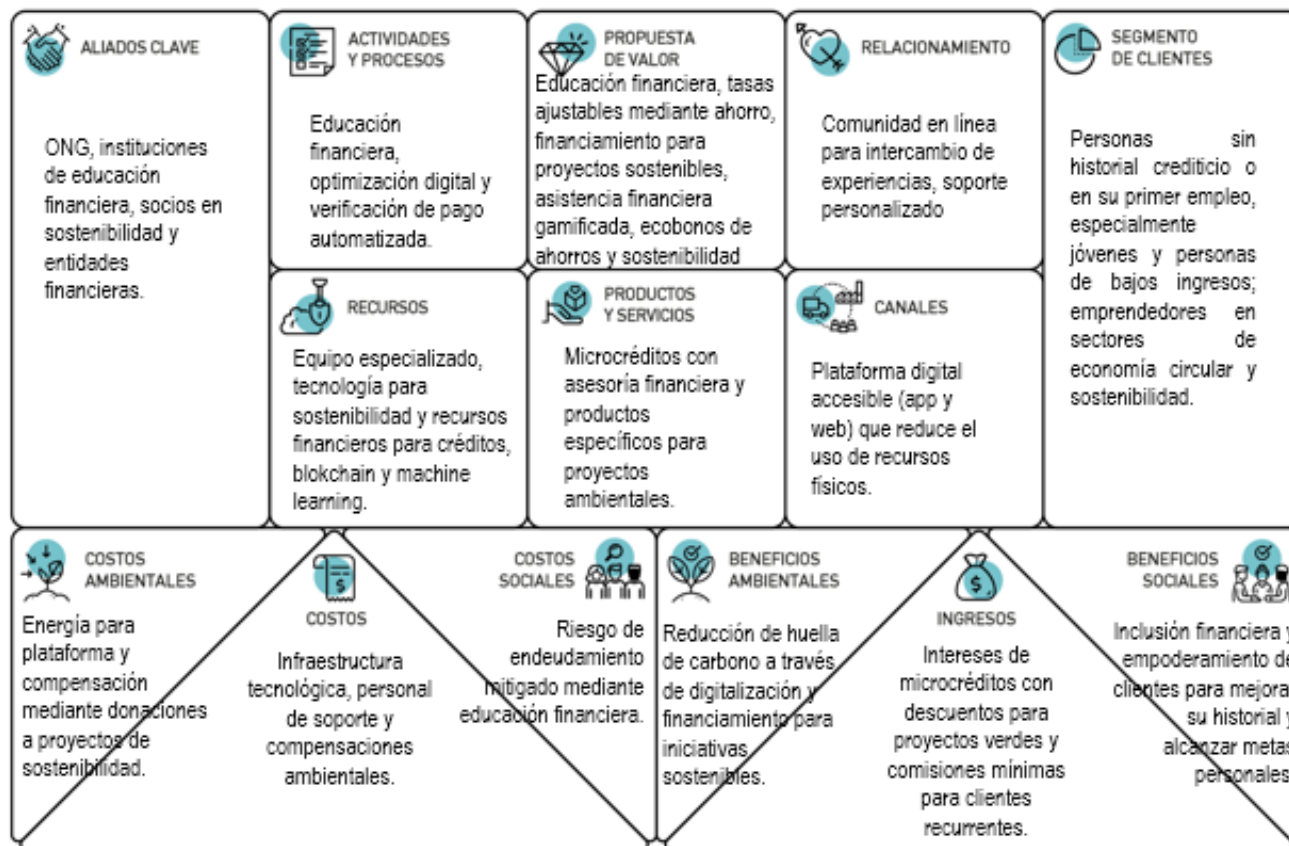 ALIADOS CLAVE
ONG, instituciones
de educación
financiera, socios en
sostenibilidad y
entidades
financieras.
ACTIVIDADES
Y PROCESOS
Educación
financiera,
optimización digital y
verificación de pago
automatizada.
RECURSOS
Equipo especializado,
tecnología para
sostenibilidad y recursos
financieros para créditos,
blokchain y machine
learning.
PROPUESTA
DE VALOR
Educación financiera, tasas
ajustables mediante ahorro,
financiamiento para
proyectos sostenibles,
asistencia financiera
gamificada, ecobonos de
ahorros y sostenibilidad
PRODUCTOS
Y SERVICIOS
Microcréditos con
asesoría financiera y
productos
específicos para
proyectos
ambientales.
RELACIONAMIENTO
Comunidad en línea
para intercambio de
experiencias, soporte
personalizado
CANALES
Plataforma digital
accesible (app y
web) que reduce el
uso de recursos
físicos.
SEGMENTO
DE CLIENTES
Personas sin
historial crediticio o
en su primer empleo,
especialmente
jóvenes y personas
de bajos ingresos;
emprendedores en
sectores de
economía circular y
sostenibilidad.
COSTOS
AMBIENTALES
Energía para
plataforma y
compensación
mediante donaciones
a proyectos de
sostenibilidad.
COSTOS
Infraestructura
tecnológica, personal
de soporte y
compensaciones
ambientales.
COSTOS
SOCIALES
Riesgo de
endeudamiento
mitigado mediante
educación financiera.
BENEFICIOS
AMBIENTALES
Reducción de huella
de carbono a través
de digitalización y
financiamiento para
iniciativas
sostenibles.
INGRESOS
Intereses de
microcréditos con
descuentos para
proyectos verdes y
comisiones mínimas
para clientes
recurrentes.
BENEFICIOS
SOCIALES
Inclusión financiera y
empoderamiento de
clientes para mejorar
su historial y
alcanzar metas
personales